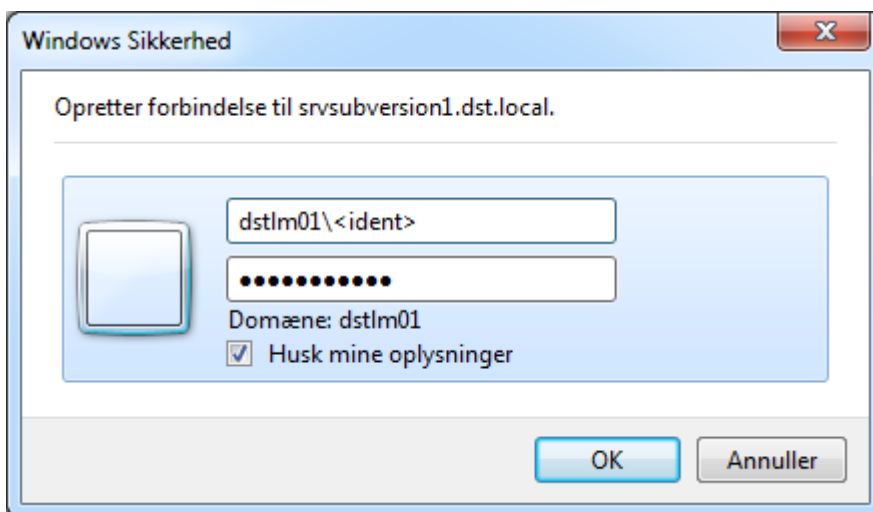 Windows Sikkerhed
Opretter forbindelse til srvsubversion1.dst.local.
dstlm01\<ident>
●●●●●●●●●●●
Domæne: dstlm01
Husk mine oplysninger
OK Annuller